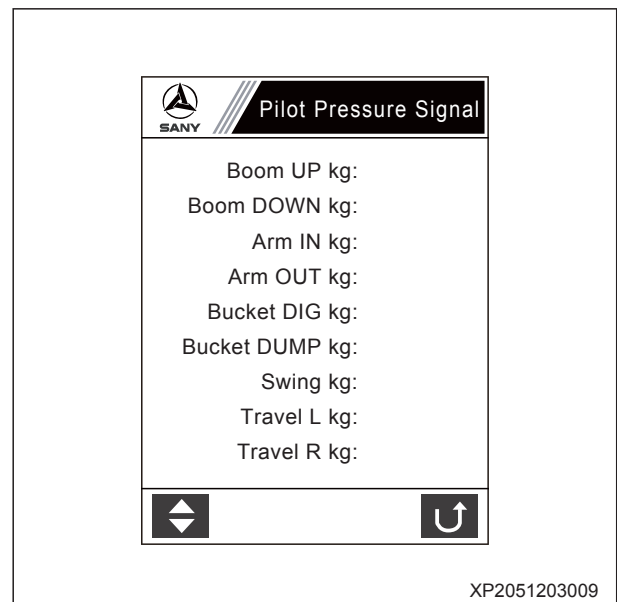 SANY
Pilot Pressure Signal
Boom UP kg:
Boom DOWN kg:
Arm IN kg:
Arm OUT kg:
Bucket DIG kg:
Bucket DUMP kg:
Swing kg:
Travel L kg:
Travel R kg:
XP2051203009